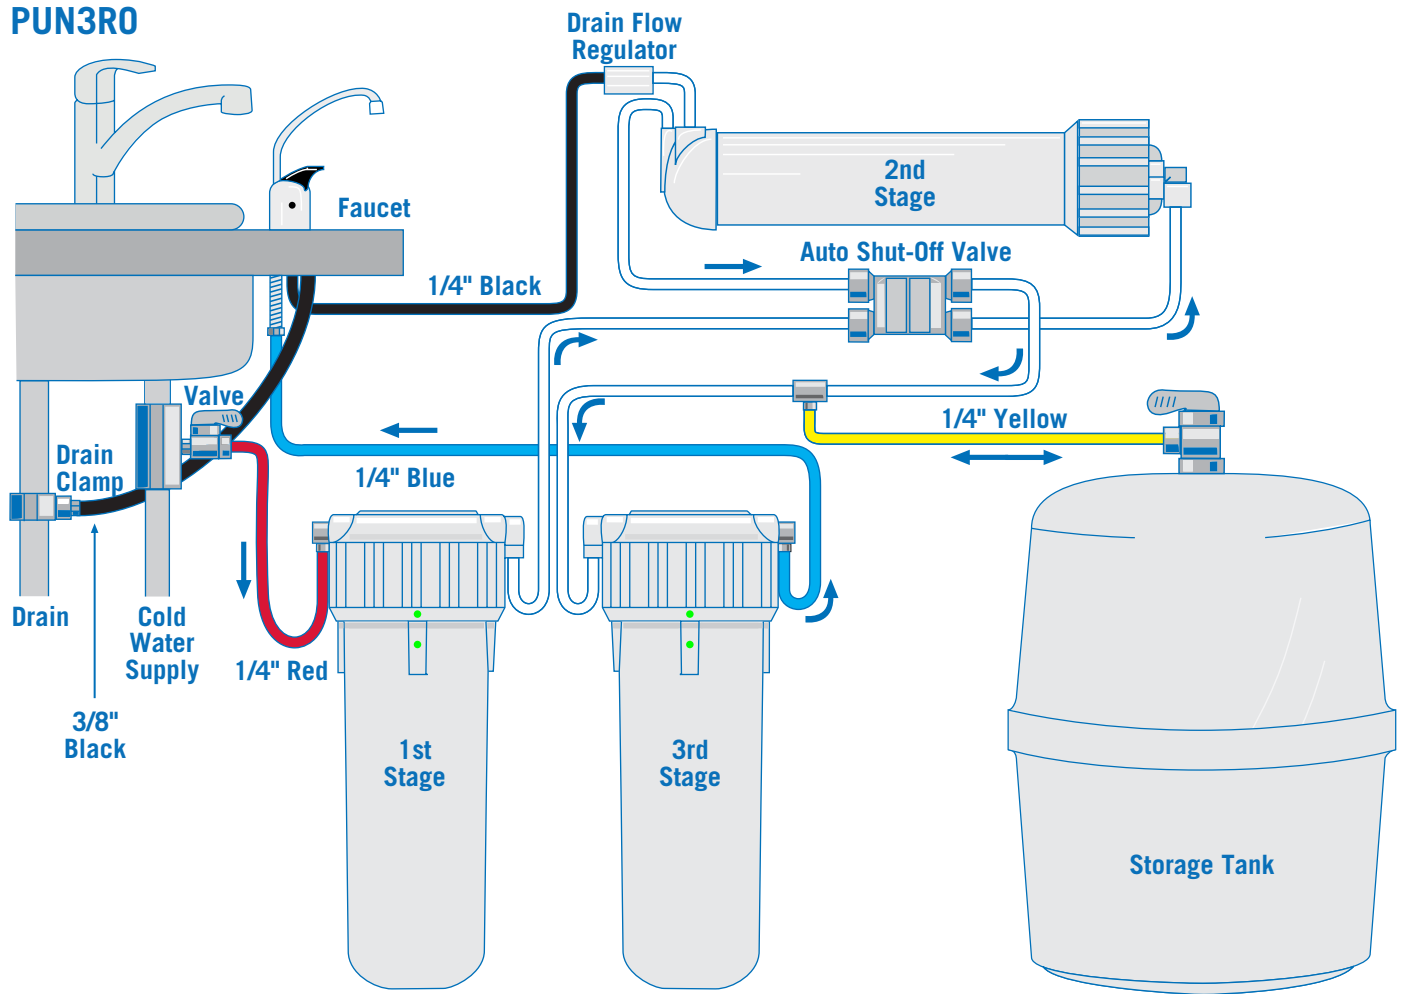 PUN3RO
Drain Flow
Regulator
2nd
Stage
Faucet
Auto Shut-Off Valve
1/4" Black
Valve
1/4" Yellow
Drain
Clamp
1/4" Blue
Drain
Cold
Water
Supply
1/4" Red
3/8"
Black
1st
Stage
3rd
Stage
Storage Tank